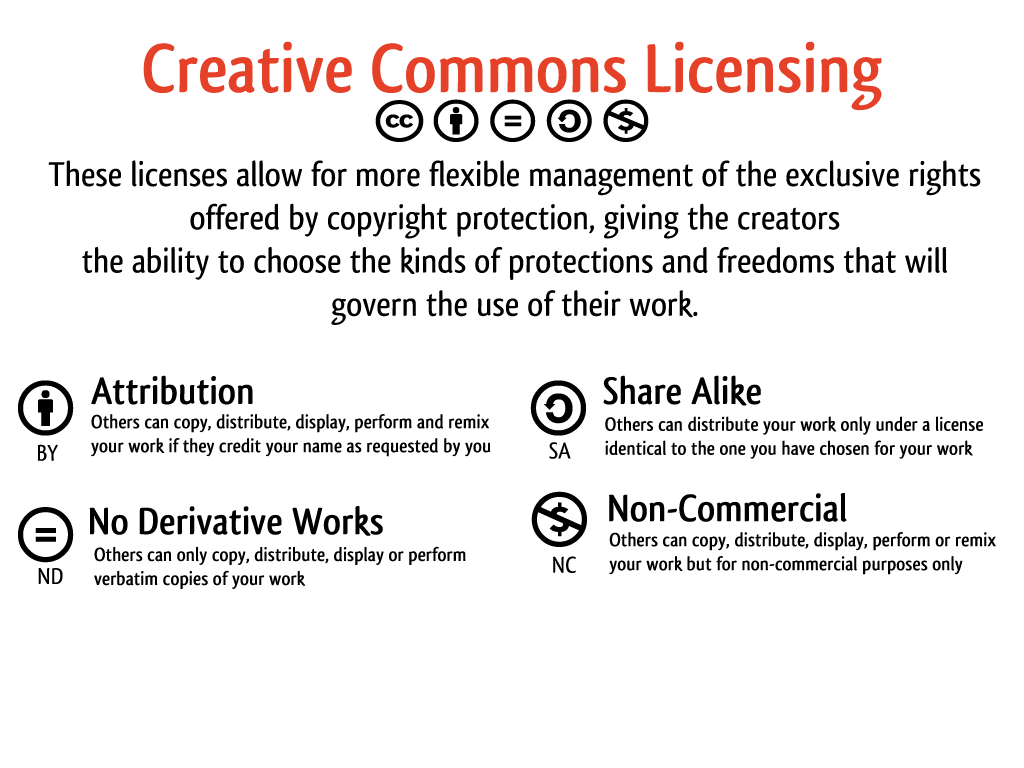 Creative Commons Licensing
cc
These licenses allow for more flexible management of the exclusive rights
offered by copyright protection, giving the creators
the ability to choose the kinds of protections and freedoms that will
govern the use of their work.
Attribution
Others can copy, distribute, display, perform and remix
your work if they credit your name as requested by you
BY
Share Alike
Others can distribute your work only under a license
identical to the one you have chosen for your work
SA
No Derivative Works
Others can only copy, distribute, display or perform
verbatim copies of your work
ND
Non-Commercial
Others can copy, distribute, display, perform or remix
your work but for non-commercial purposes only
NC